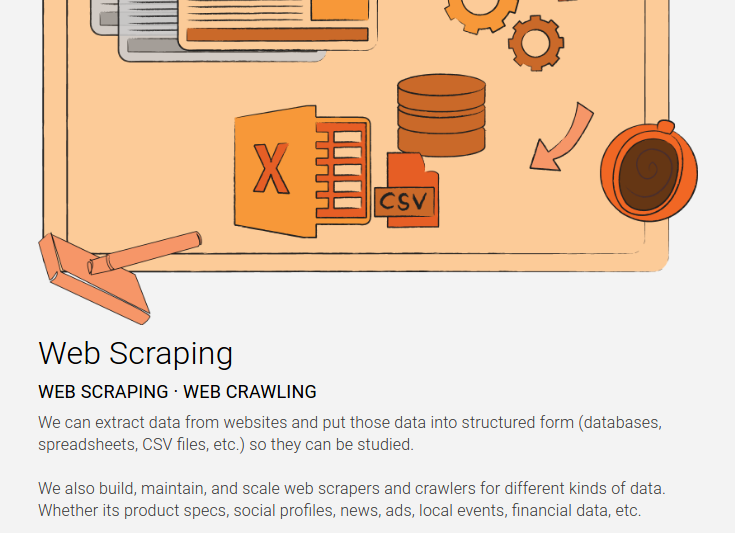 X
CSV
Web Scraping
WEB SCRAPING · WEB CRAWLING
We can extract data from websites and put those data into structured form (databases,
spreadsheets, CSV files, etc.) so they can be studied.
We also build, maintain, and scale web scrapers and crawlers for different kinds of data.
Whether its product specs, social profiles, news, ads, local events, financial data, etc.